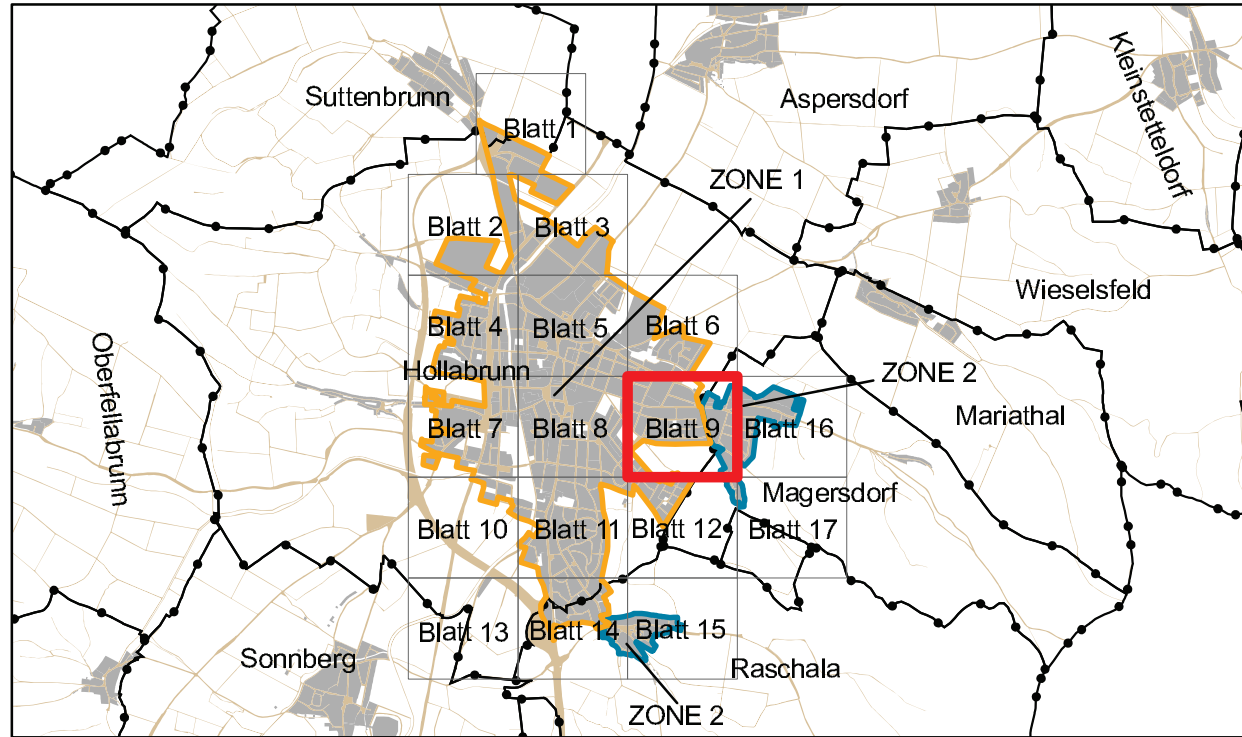 Kleinstetteldorf
Suttenbrunn
Aspersdorf
Blatt 1
ZONE 1
Blatt 2
Blatt 3
Wieselsfeld
Blatt 4
Blatt 5
Blatt 6
Oberfellabrunn
Hollabrunn
ZONE 2
Mariathal
Blatt 7
Blatt 8
Blatt 9
Blatt 16
Magersdorf
Blatt 10
Blatt 11
Blatt 12
Blatt 17
Blatt 13
Blatt 14
Blatt 15
Sonnberg
Raschala
ZONE 2